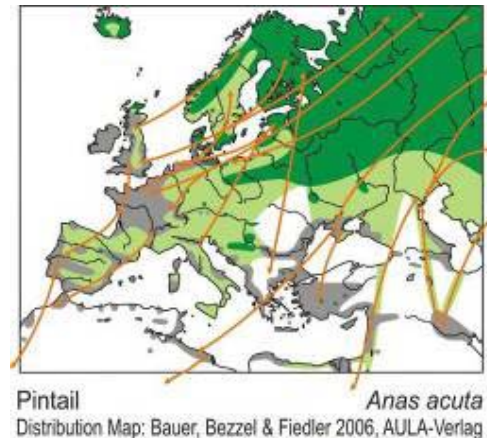 Pintail Anas acuta
Distribution Map: Bauer, Bezzel & Fiedler 2006, AULA-Verlag